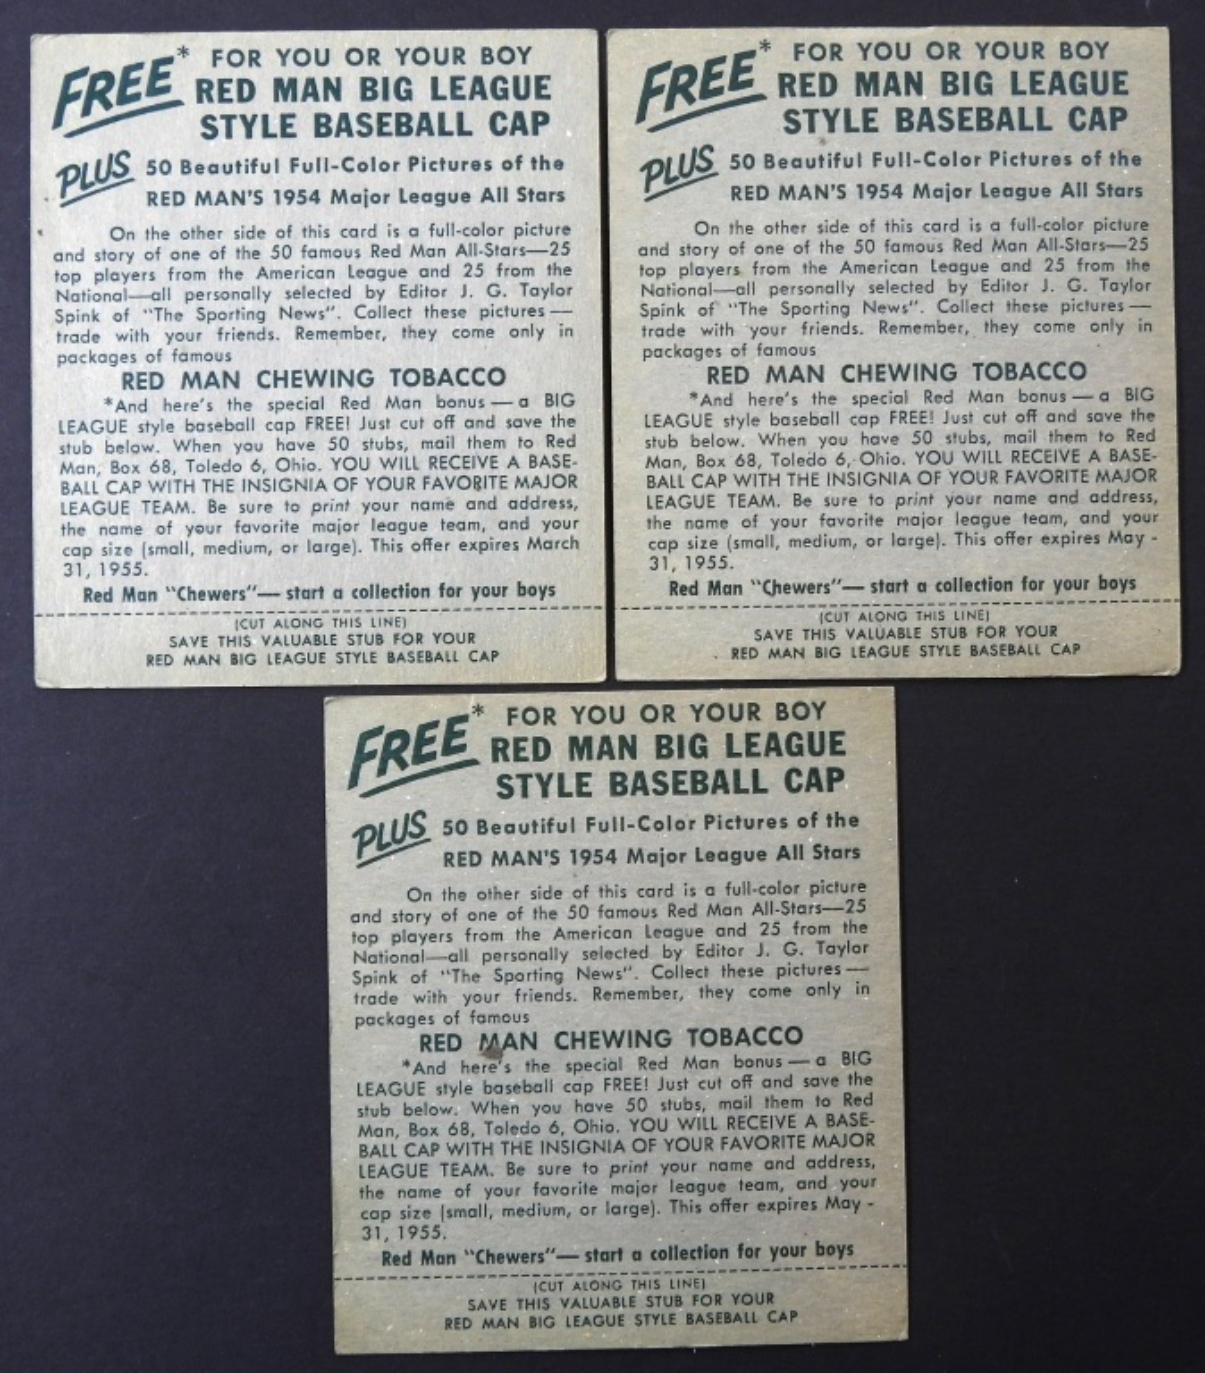 FREE* FOR YOU OR YOUR BOY
RED MAN BIG LEAGUE
STYLE BASEBALL CAP
PLUS 50 Beautiful Full-Color Pictures of the
RED MAN'S 1954 Major League All Stars
On the other side of this card is a full-color picture
and story of one of the 50 famous Red Man All-Stars—25
top players from the American League and 25 from the
National—all personally selected by Editor J. G. Taylor
Spink of "The Sporting News". Collect these pictures —
trade with your friends. Remember, they come only in
packages of famous
RED MAN CHEWING TOBACCO
*And here's the special Red Man bonus — a BIG
LEAGUE style baseball cap FREE! Just cut off and save the
stub below. When you have 50 stubs, mail them to Red
Man, Box 68, Toledo 6, Ohio. YOU WILL RECEIVE A BASE-
BALL CAP WITH THE INSIGNIA OF YOUR FAVORITE MAJOR
LEAGUE TEAM. Be sure to print your name and address,
the name of your favorite major league team, and your
cap size (small, medium, or large). This offer expires March
31, 1955.
Red Man "Chewers"— start a collection for your boys
(CUT ALONG THIS LINE)
SAVE THIS VALUABLE STUB FOR YOUR
RED MAN BIG LEAGUE STYLE BASEBALL CAP
FREE* FOR YOU OR YOUR BOY
RED MAN BIG LEAGUE
STYLE BASEBALL CAP
PLUS 50 Beautiful Full-Color Pictures of the
RED MAN'S 1954 Major League All Stars
On the other side of this card is a full-color picture
and story of one of the 50 famous Red Man All-Stars—25
top players from the American League and 25 from the
National—all personally selected by Editor J. G. Taylor
Spink of "The Sporting News". Collect these pictures —
trade with your friends. Remember, they come only in
packages of famous
RED MAN CHEWING TOBACCO
*And here's the special Red Man bonus — a BIG
LEAGUE style baseball cap FREE! Just cut off and save the
stub below. When you have 50 stubs, mail them to Red
Man, Box 68, Toledo 6, Ohio. YOU WILL RECEIVE A BASE-
BALL CAP WITH THE INSIGNIA OF YOUR FAVORITE MAJOR
LEAGUE TEAM. Be sure to print your name and address,
the name of your favorite major league team, and your
cap size (small, medium, or large). This offer expires May -
31, 1955.
Red Man "Chewers"— start a collection for your boys
(CUT ALONG THIS LINE)
SAVE THIS VALUABLE STUB FOR YOUR
RED MAN BIG LEAGUE STYLE BASEBALL CAP
FREE* FOR YOU OR YOUR BOY
RED MAN BIG LEAGUE
STYLE BASEBALL CAP
PLUS 50 Beautiful Full-Color Pictures of the
RED MAN'S 1954 Major League All Stars
On the other side of this card is a full-color picture
and story of one of the 50 famous Red Man All-Stars—25
top players from the American League and 25 from the
National—all personally selected by Editor J. G. Taylor
Spink of "The Sporting News". Collect these pictures —
trade with your friends. Remember, they come only in
packages of famous
RED MAN CHEWING TOBACCO
*And here's the special Red Man bonus — a BIG
LEAGUE style baseball cap FREE! Just cut off and save the
stub below. When you have 50 stubs, mail them to Red
Man, Box 68, Toledo 6, Ohio. YOU WILL RECEIVE A BASE-
BALL CAP WITH THE INSIGNIA OF YOUR FAVORITE MAJOR
LEAGUE TEAM. Be sure to print your name and address,
the name of your favorite major league team, and your
cap size (small, medium, or large). This offer expires May -
31, 1955.
Red Man "Chewers"— start a collection for your boys
(CUT ALONG THIS LINE)
SAVE THIS VALUABLE STUB FOR YOUR
RED MAN BIG LEAGUE STYLE BASEBALL CAP